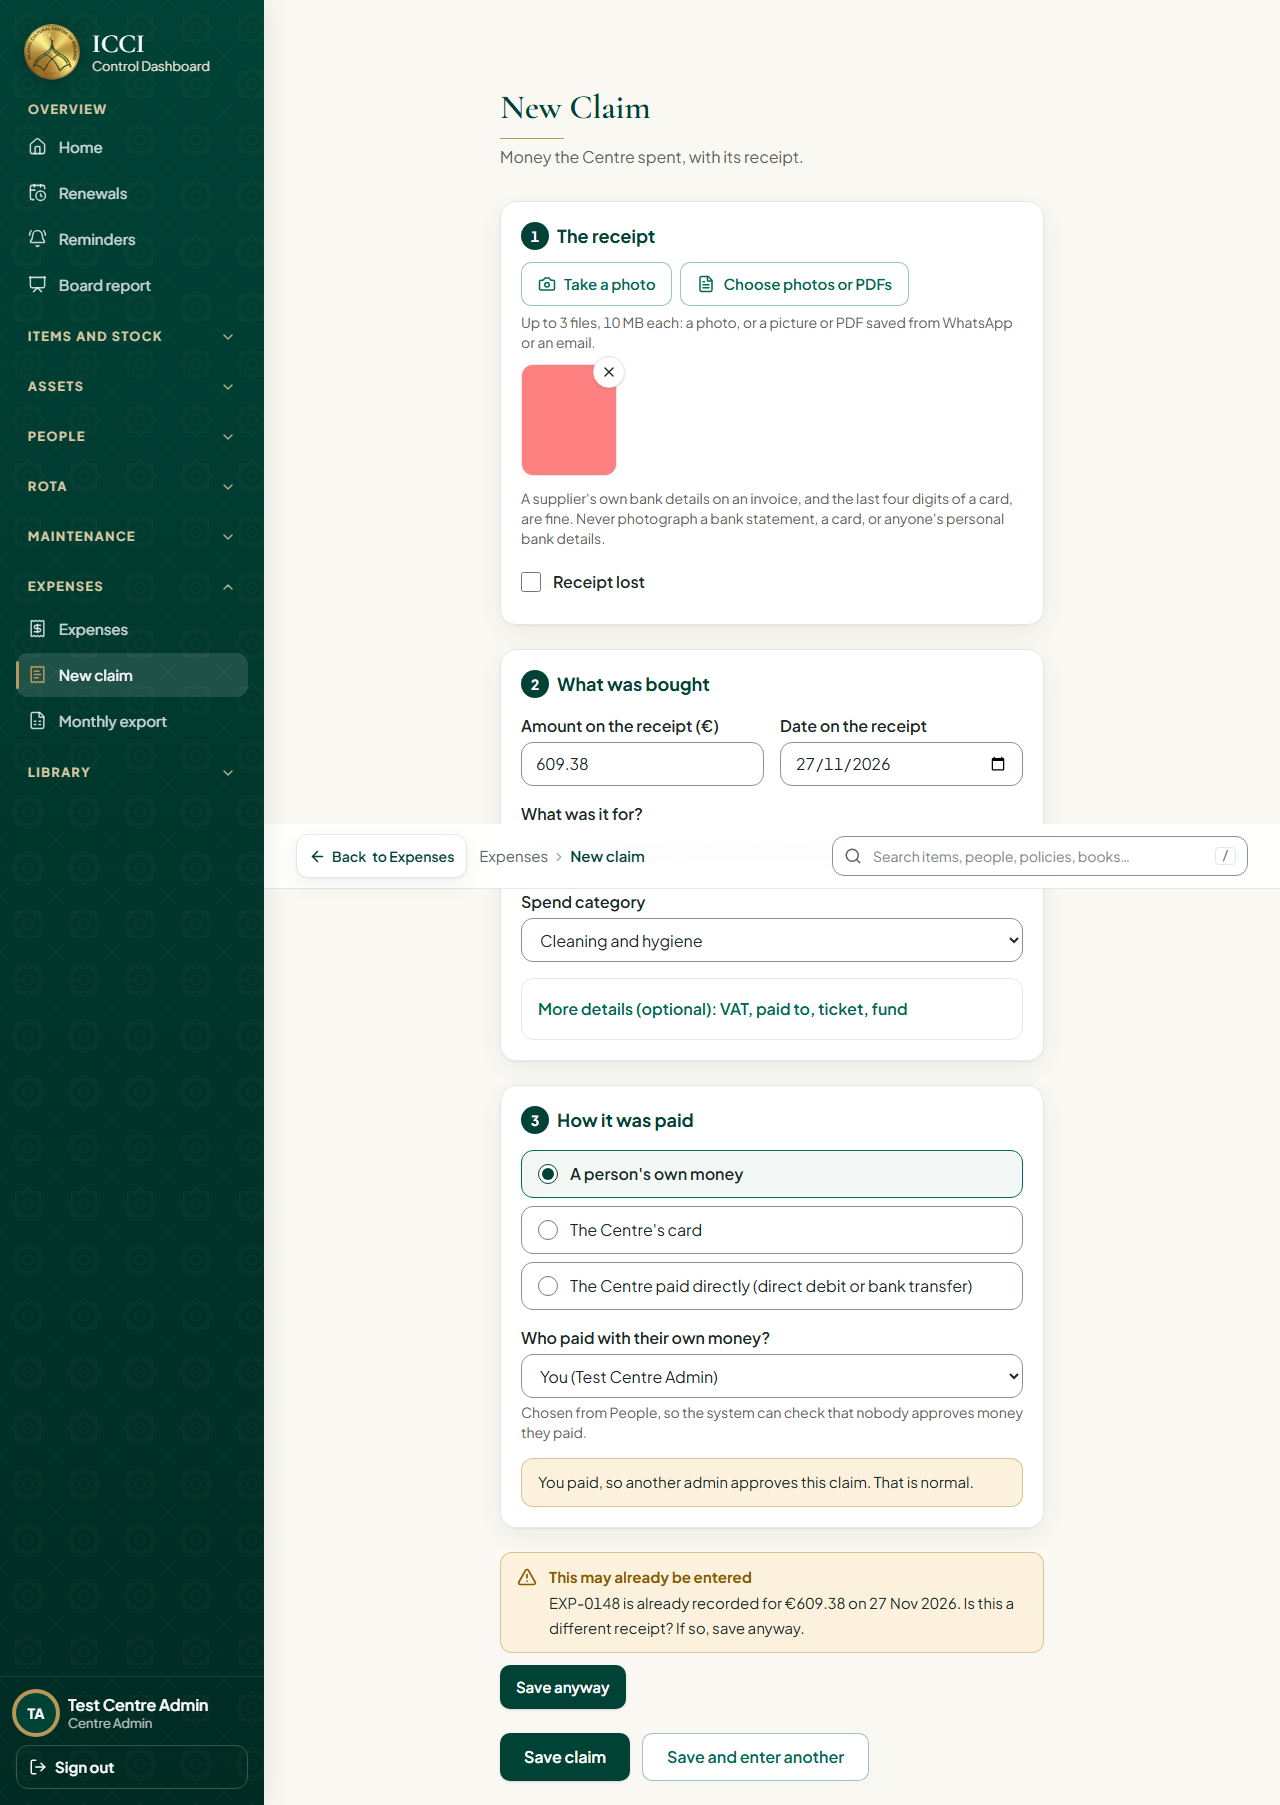 ICCI
Control Dashboard
OVERVIEW
Home
Renewals
Reminders
Board report
ITEMS AND STOCK
ASSETS
PEOPLE
ROTA
MAINTENANCE
EXPENSES
Expenses
New claim
Monthly export
LIBRARY
TA
Test Centre Admin
Centre Admin
Sign out
New Claim
Money the Centre spent, with its receipt.
1 The receipt
Take a photo
Choose photos or PDFs
Up to 3 files, 10 MB each: a photo, or a picture or PDF saved from WhatsApp
or an email.
A supplier's own bank details on an invoice, and the last four digits of a card,
are fine. Never photograph a bank statement, a card, or anyone's personal
bank details.
Receipt lost
2 What was bought
Amount on the receipt (€)
Date on the receipt
609.38
27/11/2026
What was it for?
Back to Expenses
Expenses > New claim
Search items, people, policies, books…
/
Spend category
Cleaning and hygiene
More details (optional): VAT, paid to, ticket, fund
3 How it was paid
A person's own money
The Centre's card
The Centre paid directly (direct debit or bank transfer)
Who paid with their own money?
You (Test Centre Admin)
Chosen from People, so the system can check that nobody approves money
they paid.
You paid, so another admin approves this claim. That is normal.
This may already be entered
EXP-0148 is already recorded for €609.38 on 27 Nov 2026. Is this a
different receipt? If so, save anyway.
Save anyway
Save claim
Save and enter another